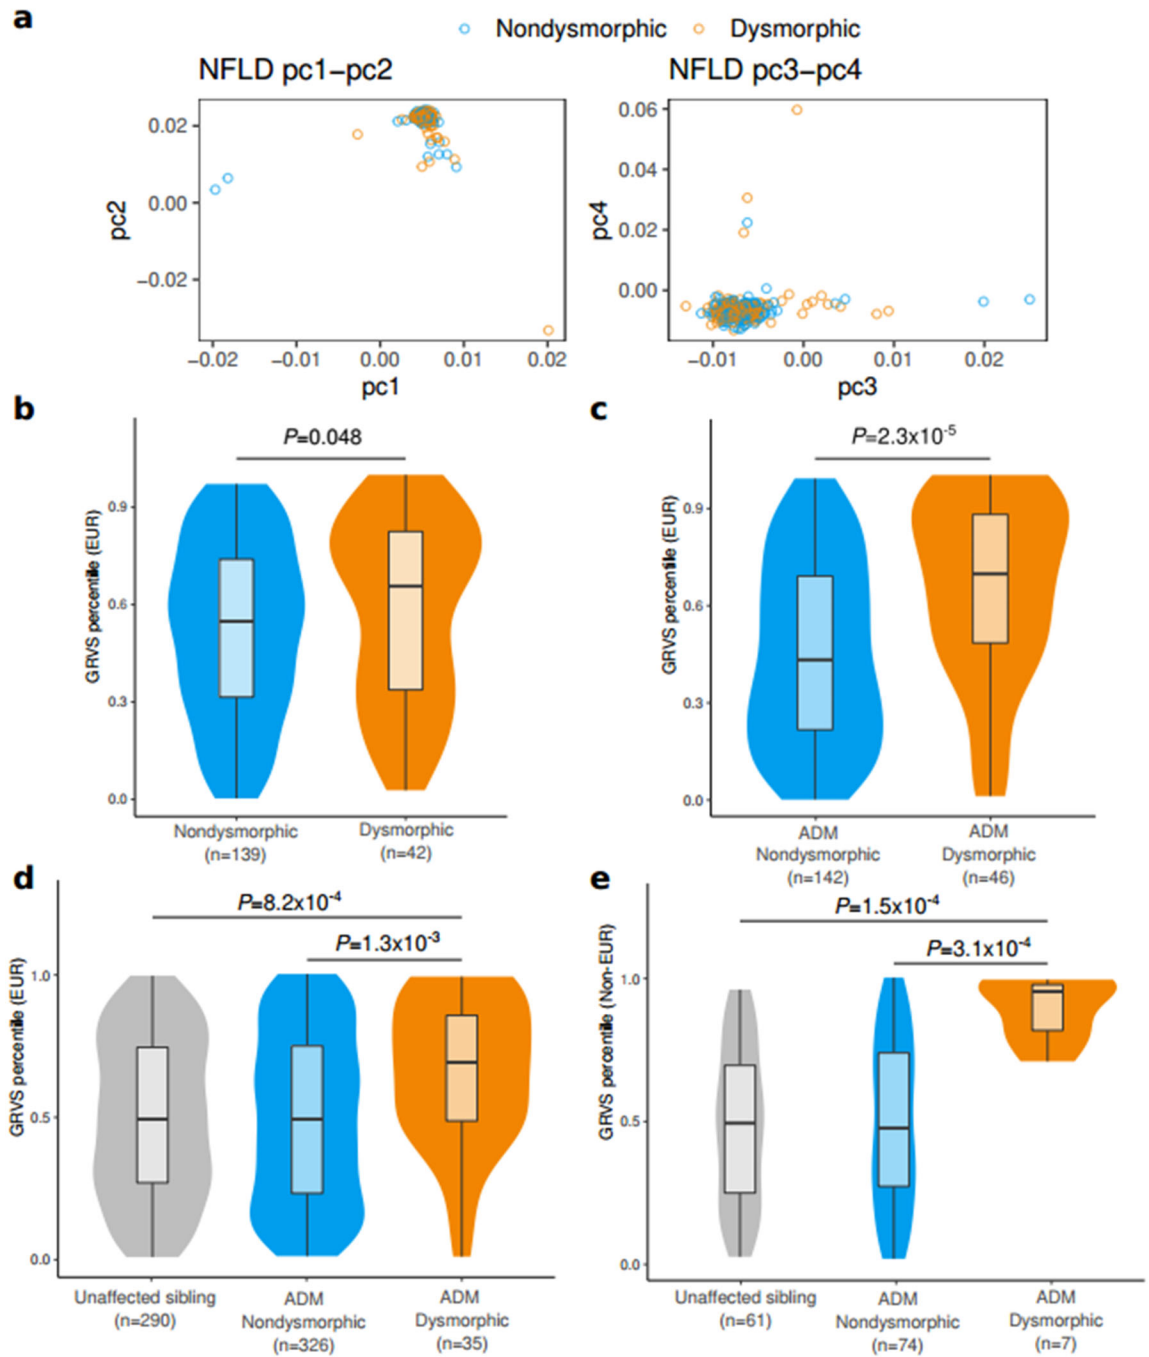 a
Nondysmorphic Dysmorphic
NFLD pc1−pc2
0.02
0.00
−0.02
pc2
−0.02 −0.01 0.00 0.01 0.02
pc1
NFLD pc3−pc4
0.06
0.04
0.02
0.00
pc4
−0.01 0.00 0.01 0.02
pc3
b
P=0.048
GRVS percentile (EUR)
0.9
0.6
0.3
0.0
Nondysmorphic
(n=139)
Dysmorphic
(n=42)
c
P=2.3x10⁻⁵
GRVS percentile (EUR)
0.9
0.6
0.3
0.0
ADM
Nondysmorphic
(n=142)
ADM
Dysmorphic
(n=46)
d
P=8.2x10⁻⁴
P=1.3x10⁻³
GRVS percentile (EUR)
1.0
0.5
0.0
Unaffected sibling
(n=290)
ADM
Nondysmorphic
(n=326)
ADM
Dysmorphic
(n=35)
e
P=1.5x10⁻⁴
P=3.1x10⁻⁴
GRVS percentile (Non-EUR)
1.0
0.5
0.0
Unaffected sibling
(n=61)
ADM
Nondysmorphic
(n=74)
ADM
Dysmorphic
(n=7)